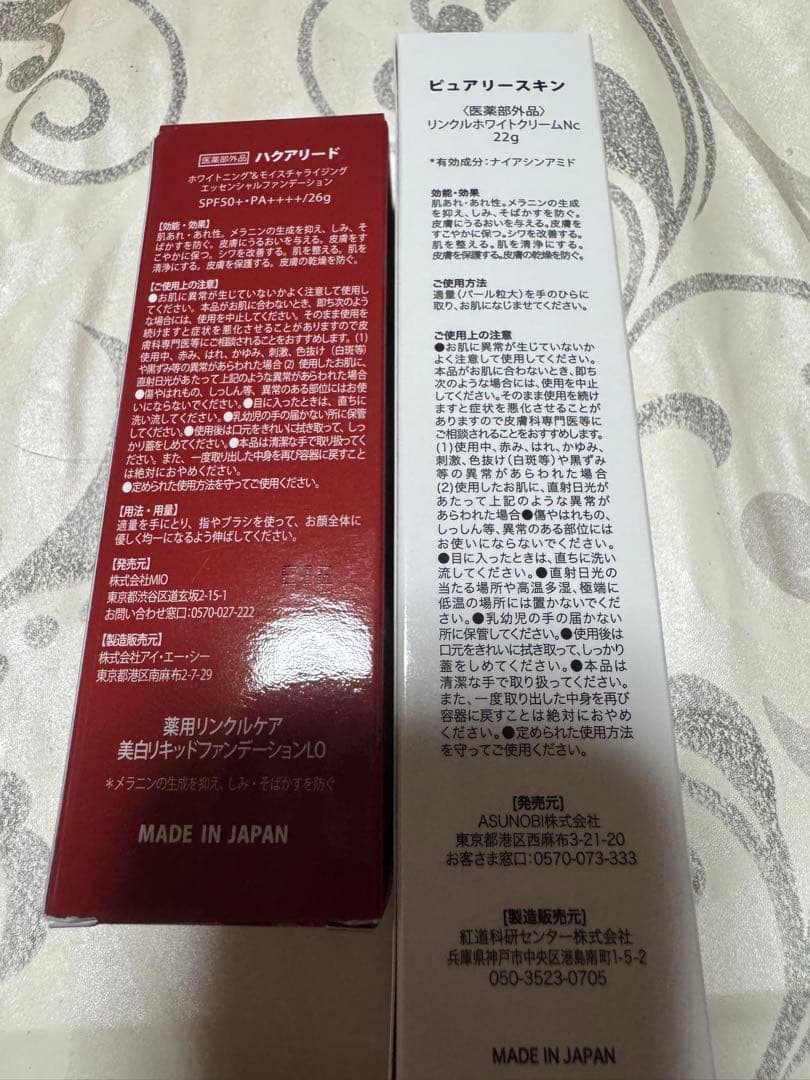 医薬部外品 ハクアリード
ホワイトニング&モイスチャライジング
エッセンシャルファンデーション
SPF50+・PA++++/26g
【効能・効果】
肌あれ・あれ性。メラニンの生成を抑え、しみ、そ
ばかすを防ぐ。皮膚にうるおいを与える。皮膚をす
こやかに保つ。シワを改善する。肌を整える。肌を
清浄にする。皮膚を保護する。皮膚の乾燥を防ぐ。
【ご使用上の注意】
●お肌に異常が生じていないかよく注意して使用し
てください。本品がお肌に合わないとき、即ち次のよう
な場合には、使用を中止してください。そのまま使用を
続けますと症状を悪化させることがありますので皮
膚科専門医等にご相談されることをおすすめします。(1)
使用中、赤み、はれ、かゆみ、刺激、色抜け(白斑等)
や黒ずみ等の異常があらわれた場合 (2) 使用したお肌に、
直射日光があたって上記のような異常があらわれた場合
●傷やはれもの、しっしん等、異常のある部位にはお使
いにならないでください。●目に入ったときは、直ちに
洗い流してください。●乳幼児の手の届かない所に保管
してください。●使用後は口元をきれいに拭き取って、しっ
かり蓋をしめてください。●本品は清潔な手で取り扱ってく
ださい。また、一度取り出した中身を再び容器に戻すこと
は絶対におやめください。
●定められた使用方法を守ってご使用ください。
【用法・用量】
適量を手にとり、指やブラシを使って、お顔全体に
優しく均一になるよう伸ばしてください。
【発売元】
株式会社MIO
東京都渋谷区道玄坂2-15-1
お問い合わせ窓口:0570-027-222
【製造販売元】
株式会社アイ・エー・シー
東京都港区南麻布2-7-29
薬用リンクルケア
美白リキッドファンデーションLO
＊メラニンの生成を抑え、しみ・そばかすを防ぐ
MADE IN JAPAN
ピュアリースキン
〈医薬部外品〉
リンクルホワイトクリームNc
22g
*有効成分:ナイアシンアミド
効能・効果
肌あれ・あれ性。メラニンの生成
を抑え、しみ、そばかすを防ぐ。
皮膚にうるおいを与える。皮膚を
すこやかに保つ。シワを改善する。
肌を整える。肌を清浄にする。
皮膚を保護する。皮膚の乾燥を防ぐ。
ご使用方法
適量(パール粒大)を手のひらに
取り、お肌になじませてください。
ご使用上の注意
●お肌に異常が生じていないか
よく注意して使用してください。
本品がお肌に合わないとき、即ち
次のような場合には、使用を中止
してください。そのまま使用を続け
ますと症状を悪化させることが
ありますので皮膚科専門医等に
ご相談されることをおすすめします。
(1)使用中、赤み、はれ、かゆみ、
刺激、色抜け(白斑等)や黒ずみ
等の異常があらわれた場合
(2)使用したお肌に、直射日光が
あたって上記のような異常が
あらわれた場合●傷やはれもの、
しっしん等、異常のある部位には
お使いにならないでください。
●目に入ったときは、直ちに洗い
流してください。●直射日光の
当たる場所や高温多湿、極端に
低温の場所には置かないでくだ
さい。●乳幼児の手の届かない
所に保管してください。●使用後は
口元をきれいに拭き取って、しっかり
蓋をしめてください。●本品は
清潔な手で取り扱ってください。
また、一度取り出した中身を再び
容器に戻すことは絶対におやめ
ください。●定められた使用方法
を守ってご使用ください。
[発売元]
ASUNOBI株式会社
東京都港区西麻布3-21-20
お客さま窓口:0570-073-333
[製造販売元]
紅道科研センター株式会社
兵庫県神戸市中央区港島南町1-5-2
050-3523-0705
MADE IN JAPAN